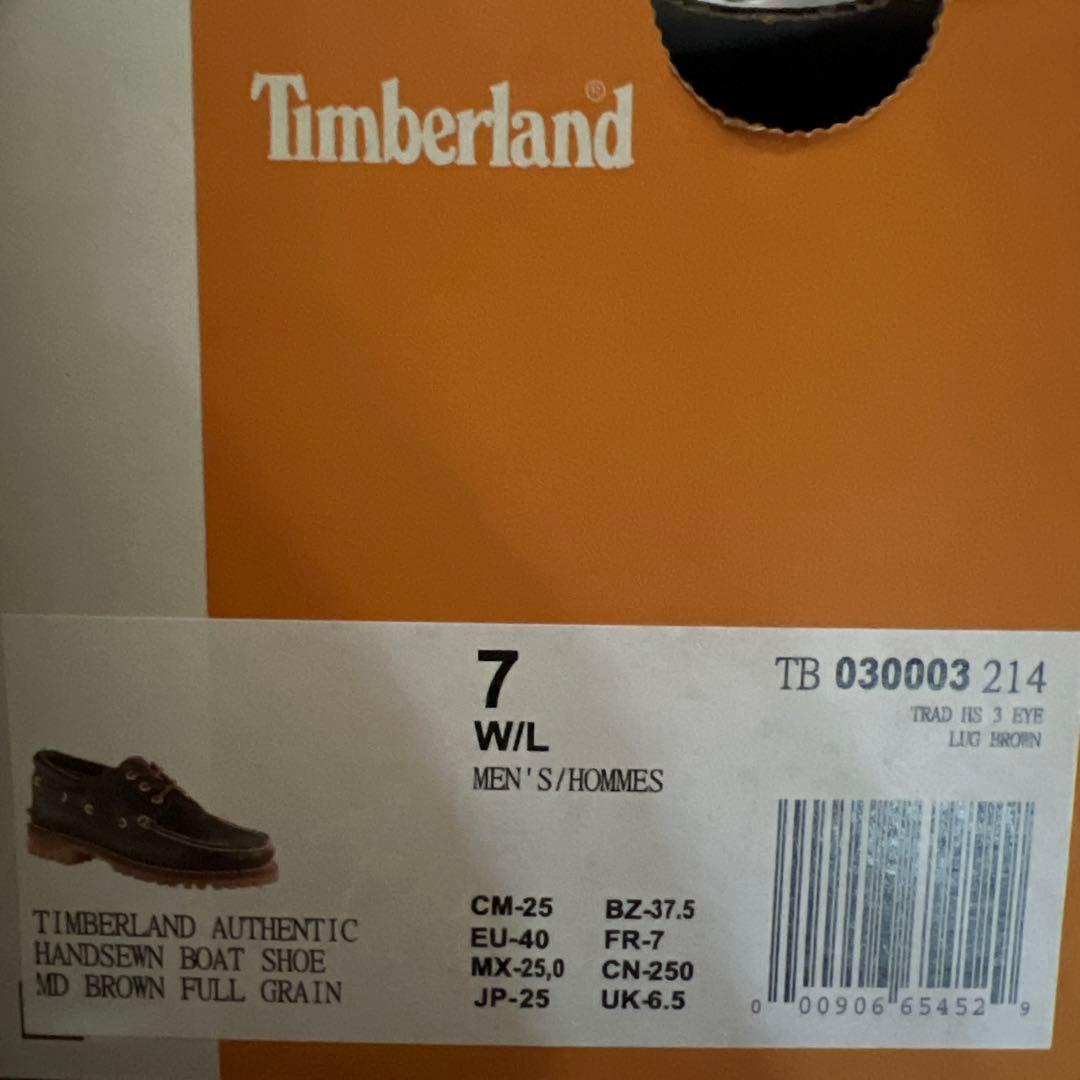 Timberland®
7
W/L
MEN'S/HOMMES
TB 030003 214
TRAD HS 3 EYE
LUG BROWN
TIMBERLAND AUTHENTIC
HANDSEWN BOAT SHOE
MD BROWN FULL GRAIN
CM-25 BZ-37.5
EU-40 FR-7
MX-25,0 CN-250
JP-25 UK-6.5
0 00906 65452 9